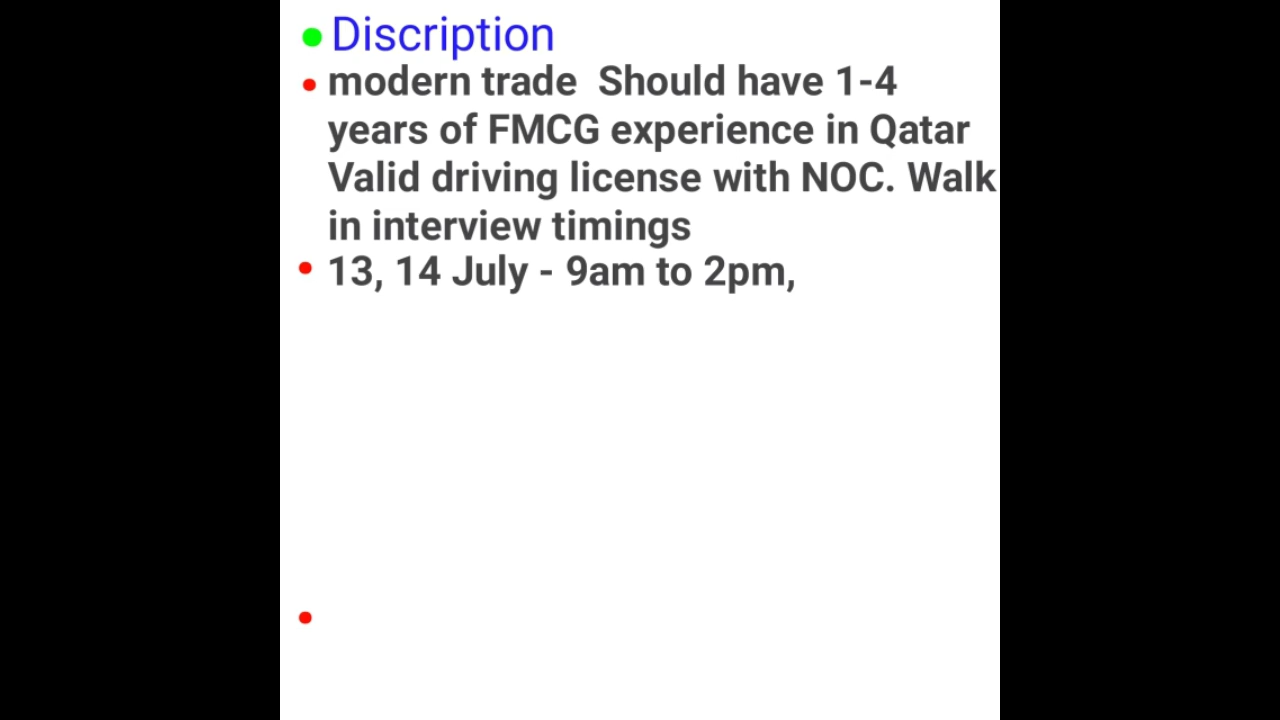 Discription
modern trade  Should have 1-4
years of FMCG experience in Qatar
Valid driving license with NOC. Walk
in interview timings
13, 14 July - 9am to 2pm,